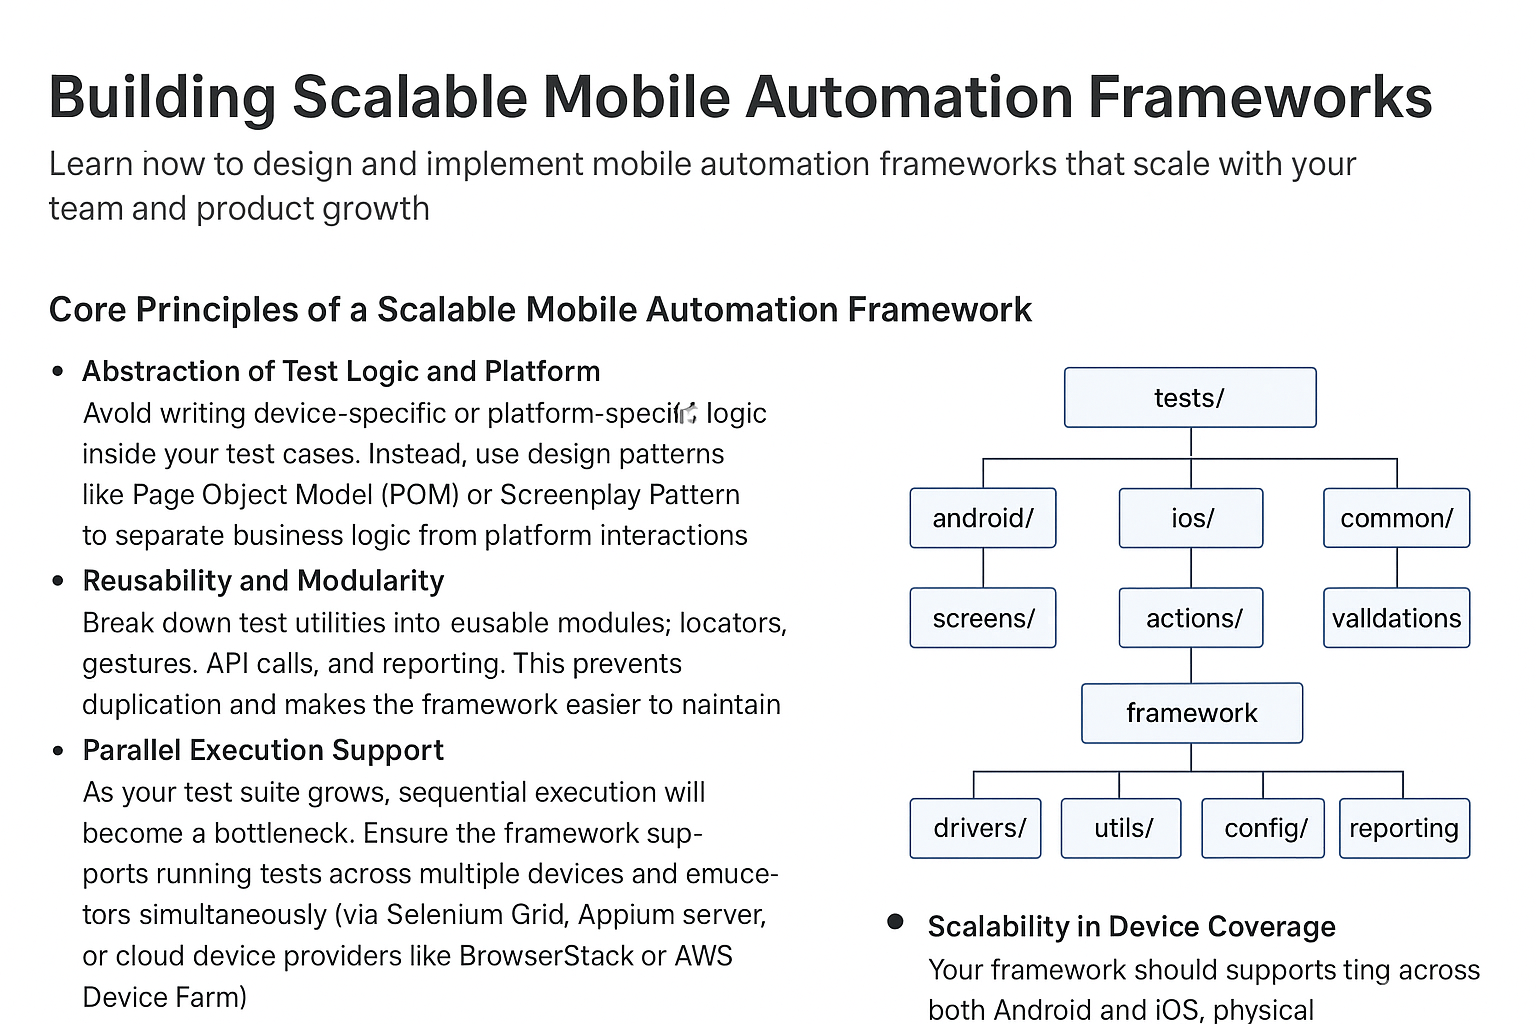 Building Scalable Mobile Automation Frameworks
Learn how to design and implement mobile automation frameworks that scale with your
team and product growth
Core Principles of a Scalable Mobile Automation Framework
• Abstraction of Test Logic and Platform
Avold writing device-specific or platform-specific logic
inside your test cases. Instead, use design patterns
like Page Object Model (POM) or Screenplay Pattern
to separate business logic from platform interactions
• Reusability and Modularity
Break down test utilities into eusable modules; locators,
gestures. API calls, and reporting. This prevents
duplication and makes the framework easier to naintain
• Parallel Execution Support
As your test suite grows, sequential execution will
become a bottleneck. Ensure the framework sup-
ports running tests across multiple devices and emuce-
tors simultaneously (via Selenium Grid, Appium server,
or cloud device providers like BrowserStack or AWS
Device Farm)
tests/
android/
ios/
common/
screens/
actions/
valldations
framework
drivers/
utils/
config/
reporting
• Scalability in Device Coverage
Your framework should supports ting across
both Android and iOS, physical